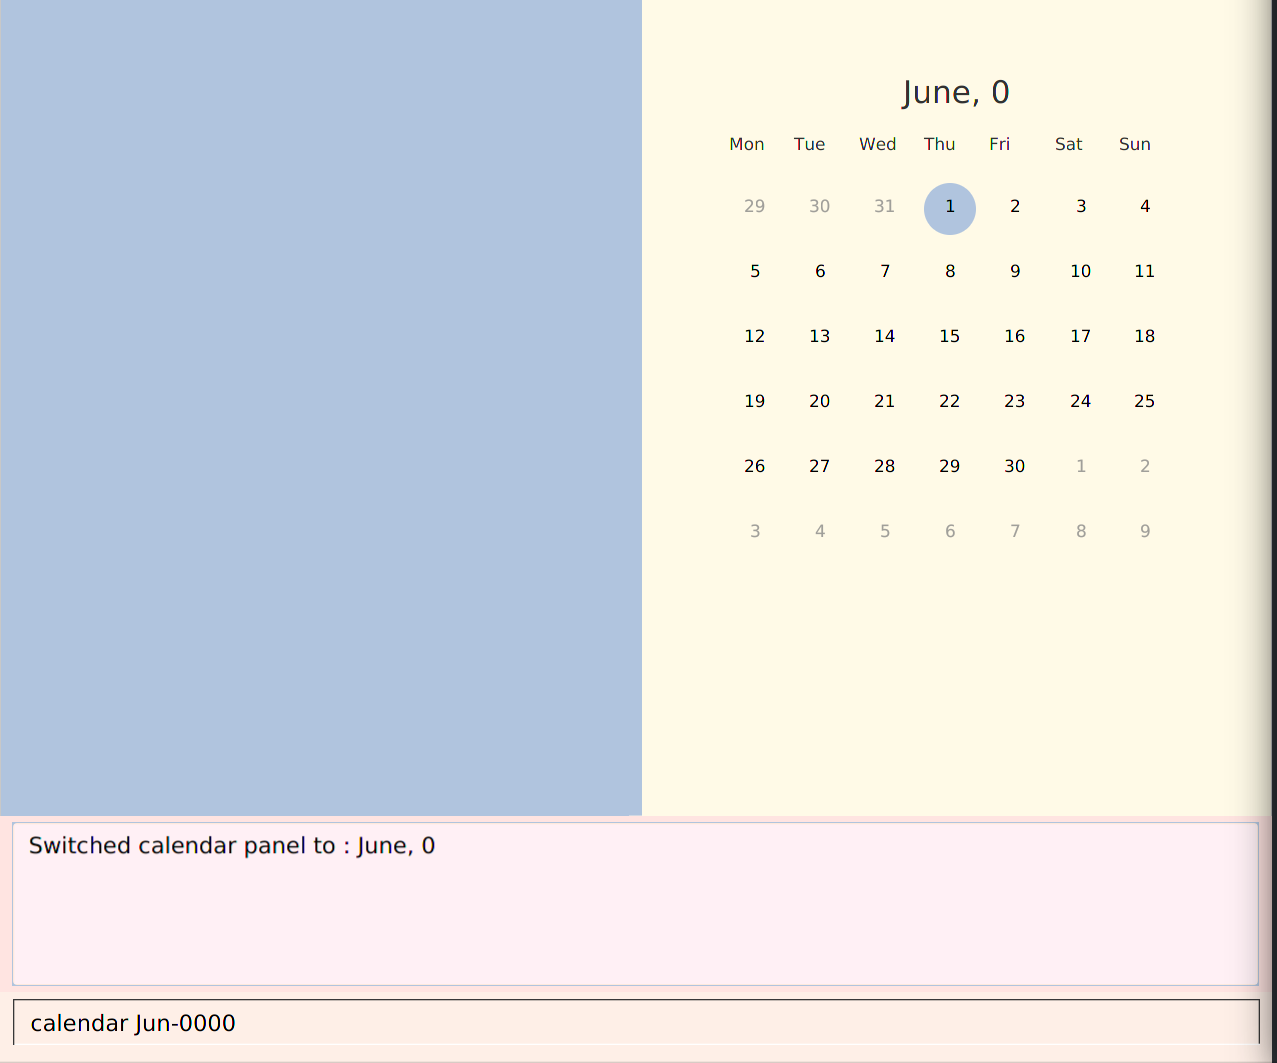 June, 0
Mon Tue Wed Thu Fri Sat Sun
29 30 31 1 2 3 4
5 6 7 8 9 10 11
12 13 14 15 16 17 18
19 20 21 22 23 24 25
26 27 28 29 30 1 2
3 4 5 6 7 8 9
Switched calendar panel to : June, 0
calendar Jun-0000